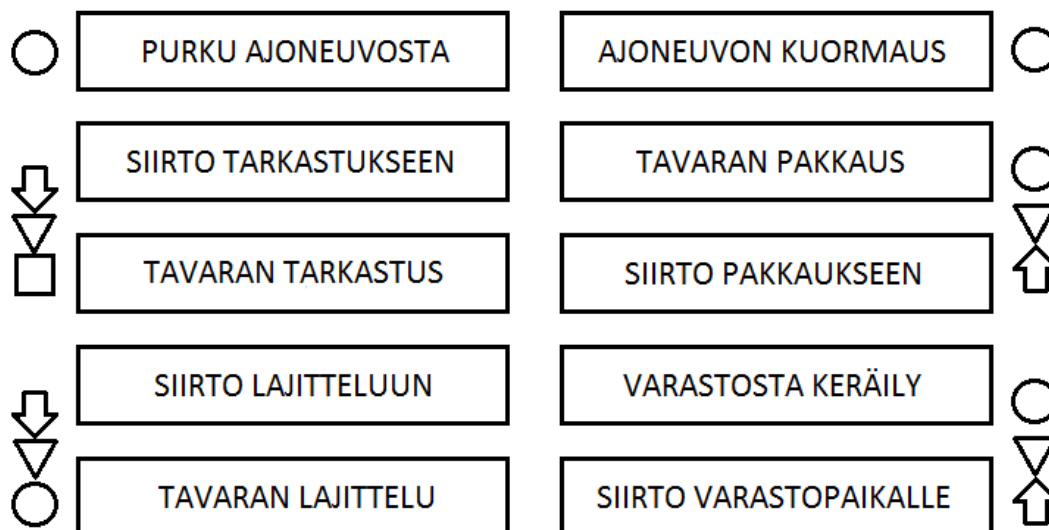 PURKU AJONEUVOSTA
SIIRTO TARKASTUKSEEN
TAVARAN TARKASTUS
SIIRTO LAJITTELUUN
TAVARAN LAJITTELU
AJONEUVON KUORMAUS
TAVARAN PAKKAUS
SIIRTO PAKKAUKSEEN
VARASTOSTA KERÄILY
SIIRTO VARASTOPAIKALLE